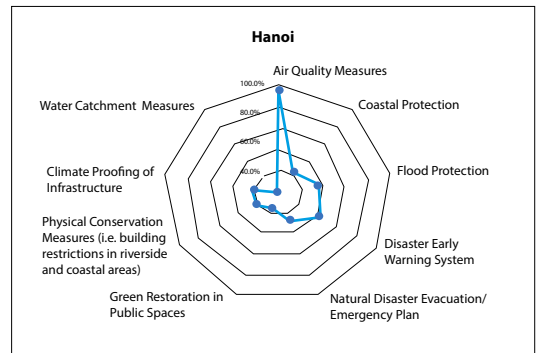 Hanoi
Air Quality Measures
100.0%
Coastal Protection
Water Catchment Measures
80.0%
60.0%
Flood Protection
Climate Proofing of
Infrastructure
40.0%
Physical Conservation
Measures (i.e. building
restrictions in riverside
and coastal areas)
Disaster Early
Warning System
Green Restoration in
Public Spaces
Natural Disaster Evacuation/
Emergency Plan